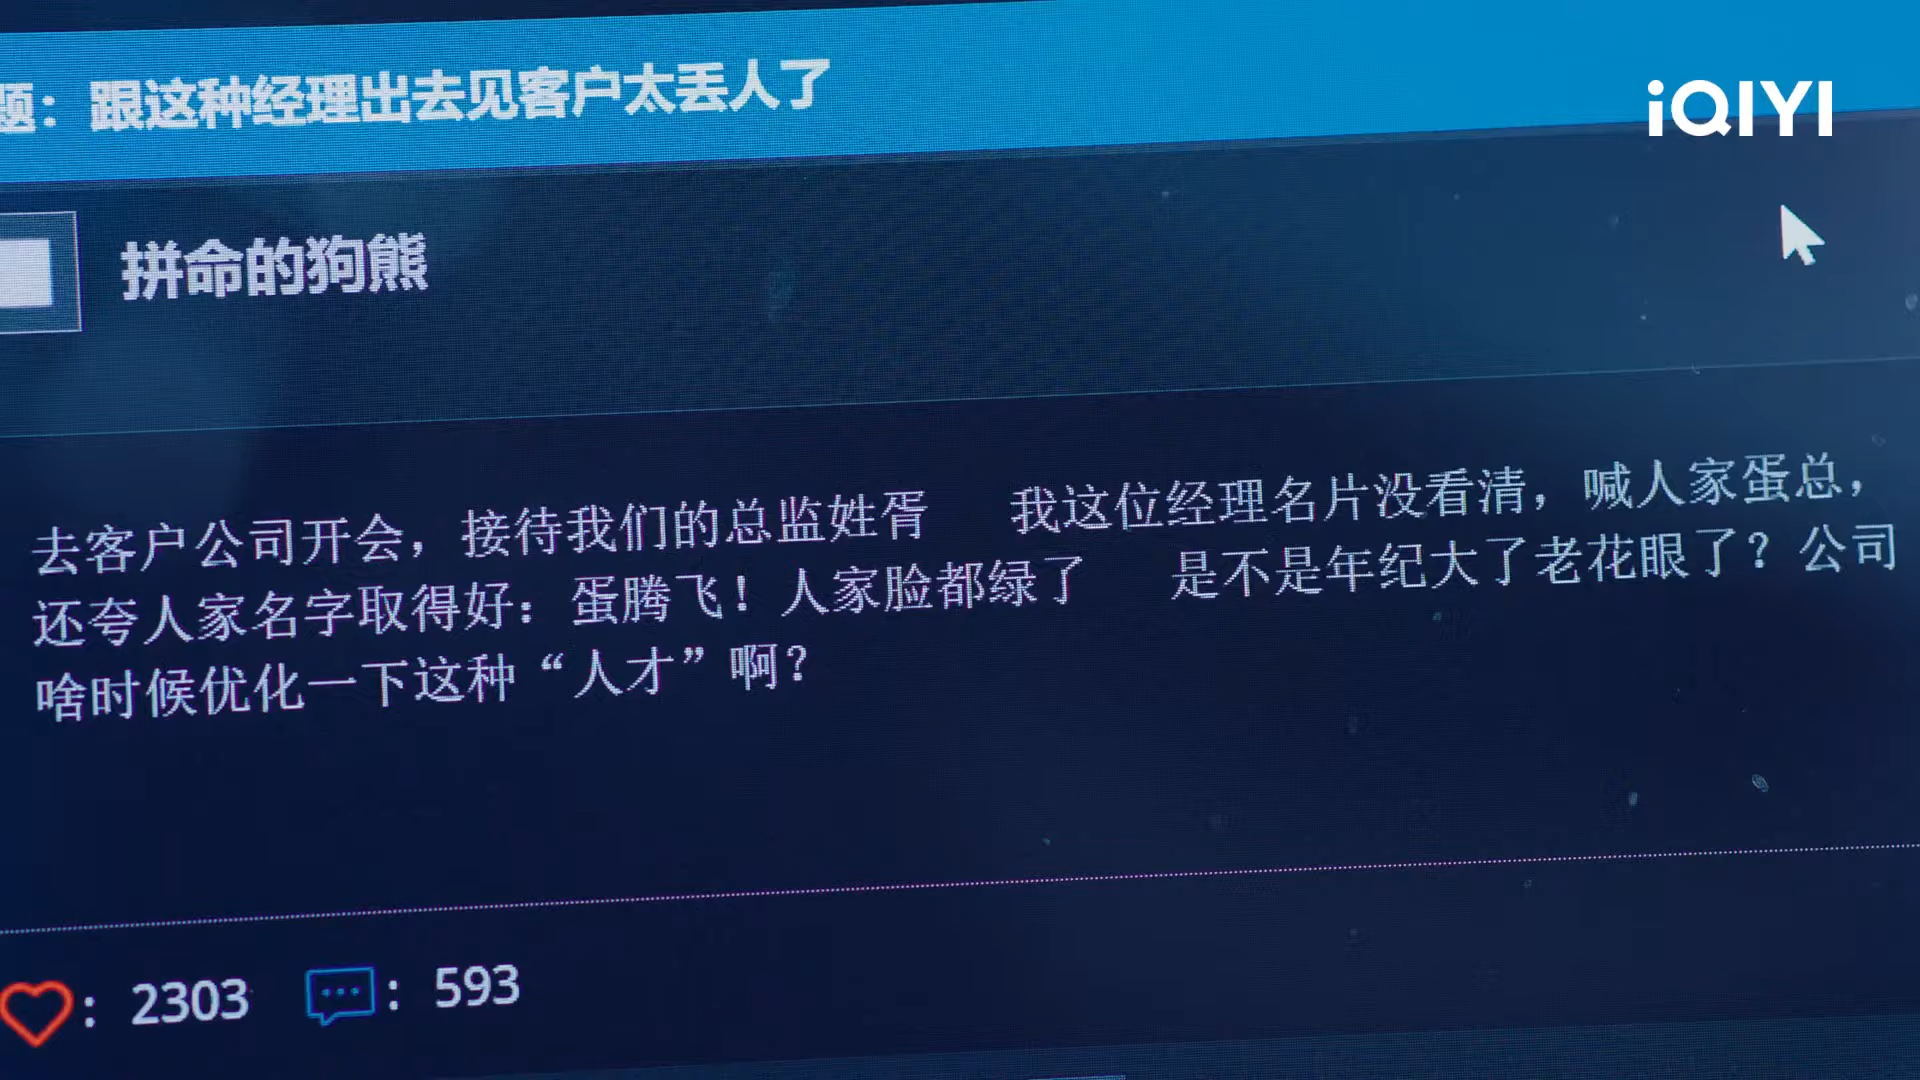 题：跟这种经理出去见客户太丢人了
iQIYI
拼命的狗熊
去客户公司开会，接待我们的总监姓胥 我这位经理名片没看清，喊人家蛋总，
还夸人家名字取得好：蛋腾飞！人家脸都绿了 是不是年纪大了老花眼了？公司
啥时候优化一下这种“人才”啊？
: 2303 : 593